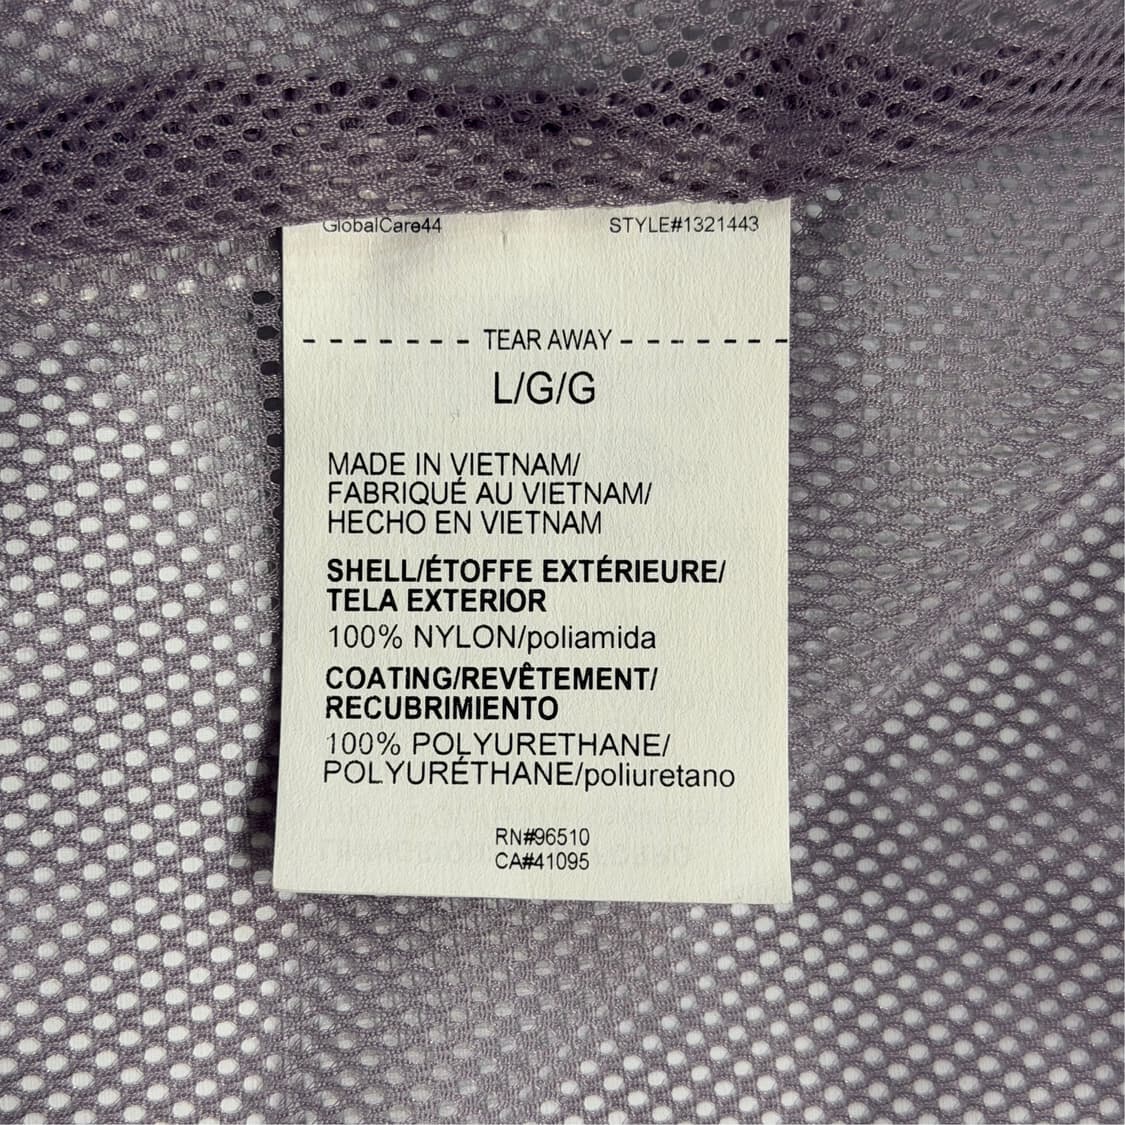 GlobalCare44 STYLE#1321443
- - - - - - - TEAR AWAY - - - - - - -
L/G/G
MADE IN VIETNAM/
FABRIQUÉ AU VIETNAM/
HECHO EN VIETNAM
SHELL/ÉTOFFE EXTÉRIEURE/
TELA EXTERIOR
100% NYLON/poliamida
COATING/REVÊTEMENT/
RECUBRIMIENTO
100% POLYURETHANE/
POLYURÉTHANE/poliuretano
RN#96510
CA#41095